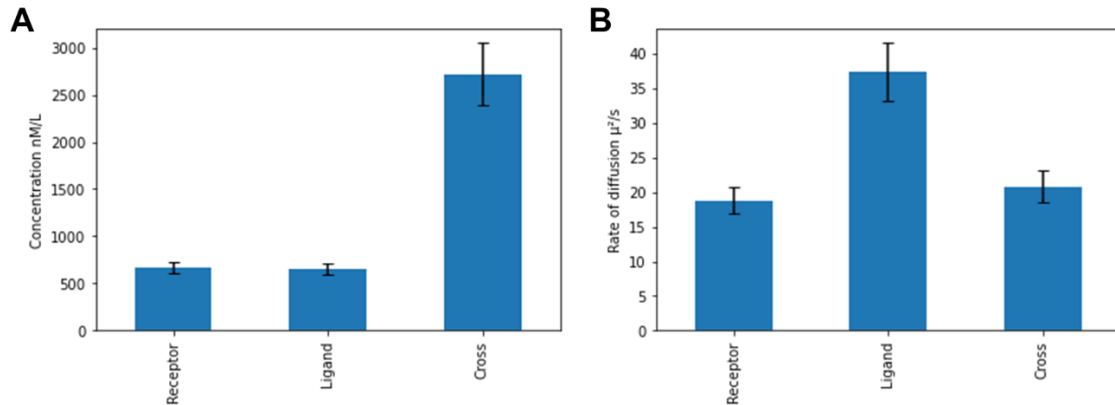 A
Concentration nM/L
3000
2500
2000
1500
1000
500
0
Receptor
Ligand
Cross
B
Rate of diffusion µ²/s
40
35
30
25
20
15
10
5
0
Receptor
Ligand
Cross